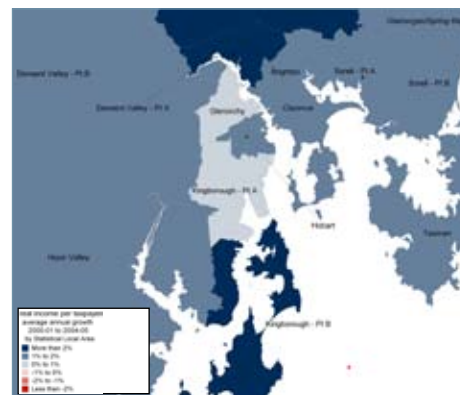 Glamorgan/Spring
Derwent Valley - Pt B
Brighton
Sorell - Pt A
Sorell - Pt B
Derwent Valley - Pt A
Glenorchy
Clarence
Kingborough - Pt A
Hobart
Tasman
Huon Valley
Kingborough - Pt B
real income per taxpayer
average annual growth
2000-01 to 2004-05
by Statistical Local Area
More than 2%
1% to 2%
0% to 1%
-1% to 0%
-2% to -1%
Less than -2%